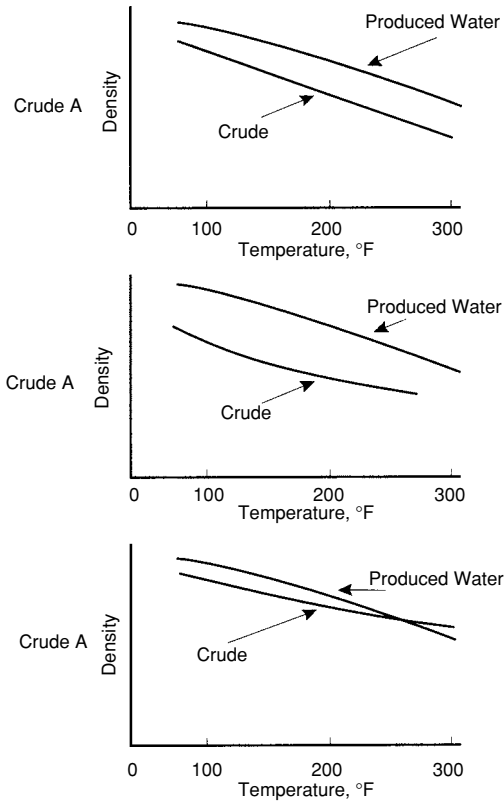 Produced Water
Crude A
Density
Crude
0 100 200 300
Temperature, °F
Produced Water
Crude A
Density
Crude
0 100 200 300
Temperature, °F
Produced Water
Crude A
Density
Crude
0 100 200 300
Temperature, °F